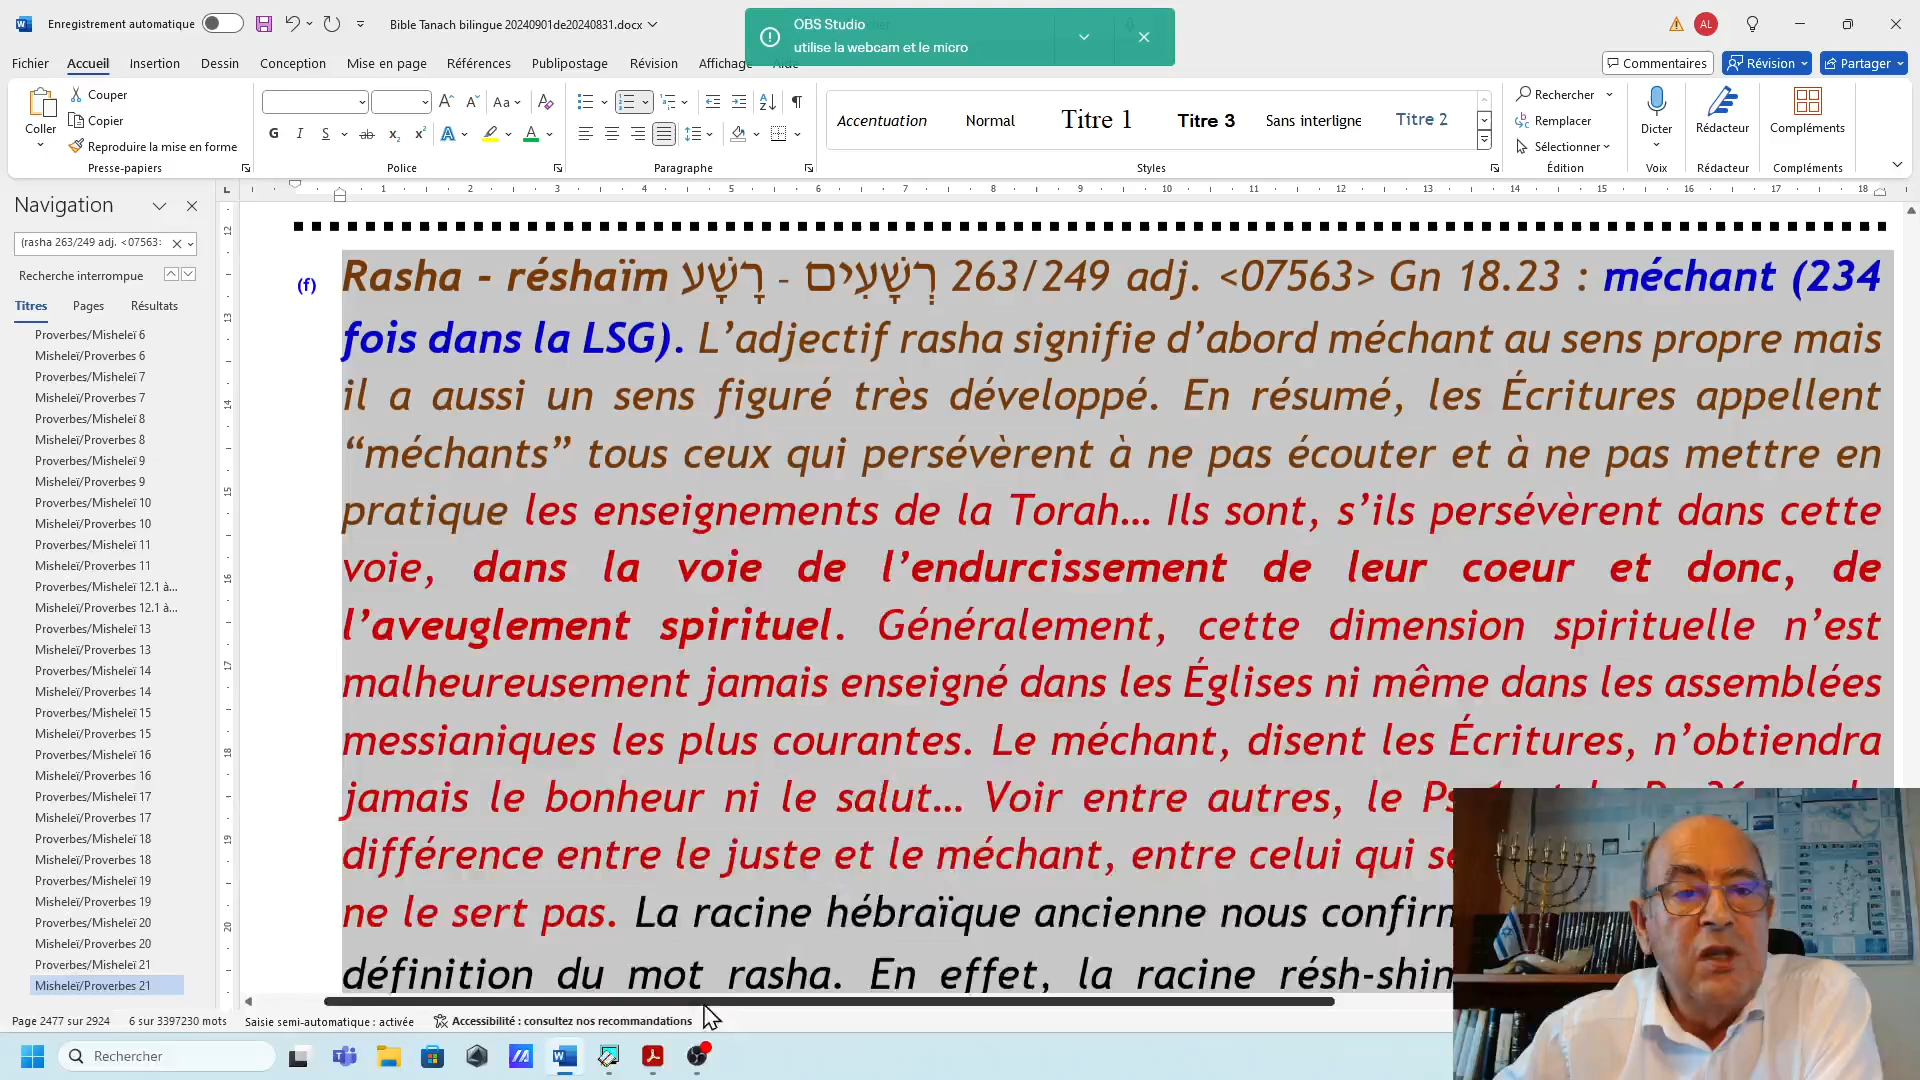 Enregistrement automatique
Bible Tanach bilingue 20240901de20240831.docx
OBS Studio
utilise la webcam et le micro
AL
Fichier Accueil Insertion Dessin Conception Mise en page Références Publipostage Révision Affichage Aide
Commentaires Révision Partager
Coller
Couper
Copier
Reproduire la mise en forme
Presse-papiers
Police
Paragraphe
Accentuation Normal Titre 1 Titre 3 Sans interligne Titre 2
Styles
Rechercher
Remplacer
Sélectionner
Édition
Dicter
Voix
Rédacteur
Rédacteur
Compléments
Compléments
Navigation
(rasha 263/249 adj. <07563>
Recherche interrompue
Titres Pages Résultats
Proverbes/Misheleï 6
Misheleï/Proverbes 6
Proverbes/Misheleï 7
Misheleï/Proverbes 7
Proverbes/Misheleï 8
Misheleï/Proverbes 8
Proverbes/Misheleï 9
Misheleï/Proverbes 9
Proverbes/Misheleï 10
Misheleï/Proverbes 10
Proverbes/Misheleï 11
Misheleï/Proverbes 11
Proverbes/Misheleï 12.1 à...
Misheleï/Proverbes 12.1 à...
Proverbes/Misheleï 13
Misheleï/Proverbes 13
Proverbes/Misheleï 14
Misheleï/Proverbes 14
Proverbes/Misheleï 15
Misheleï/Proverbes 15
Proverbes/Misheleï 16
Misheleï/Proverbes 16
Proverbes/Misheleï 17
Misheleï/Proverbes 17
Proverbes/Misheleï 18
Misheleï/Proverbes 18
Proverbes/Misheleï 19
Misheleï/Proverbes 19
Proverbes/Misheleï 20
Misheleï/Proverbes 20
Proverbes/Misheleï 21
Misheleï/Proverbes 21
(f) Rasha - réshaïm רָשָׁע - רְשָׁעִים 263/249 adj. <07563> Gn 18.23 : méchant (234
fois dans la LSG). L’adjectif rasha signifie d’abord méchant au sens propre mais
il a aussi un sens figuré très développé. En résumé, les Écritures appellent
“méchants” tous ceux qui persévèrent à ne pas écouter et à ne pas mettre en
pratique les enseignements de la Torah… Ils sont, s’ils persévèrent dans cette
voie, dans la voie de l’endurcissement de leur coeur et donc, de
l’aveuglement spirituel. Généralement, cette dimension spirituelle n’est
malheureusement jamais enseigné dans les Églises ni même dans les assemblées
messianiques les plus courantes. Le méchant, disent les Écritures, n’obtiendra
jamais le bonheur ni le salut… Voir entre autres, le Ps
différence entre le juste et le méchant, entre celui qui
ne le sert pas. La racine hébraïque ancienne nous
définition du mot rasha. En effet, la racine résh-shin
Page 2477 sur 2924 6 sur 3397230 mots Saisie semi-automatique : activée Accessibilité : consultez nos recommandations
Rechercher